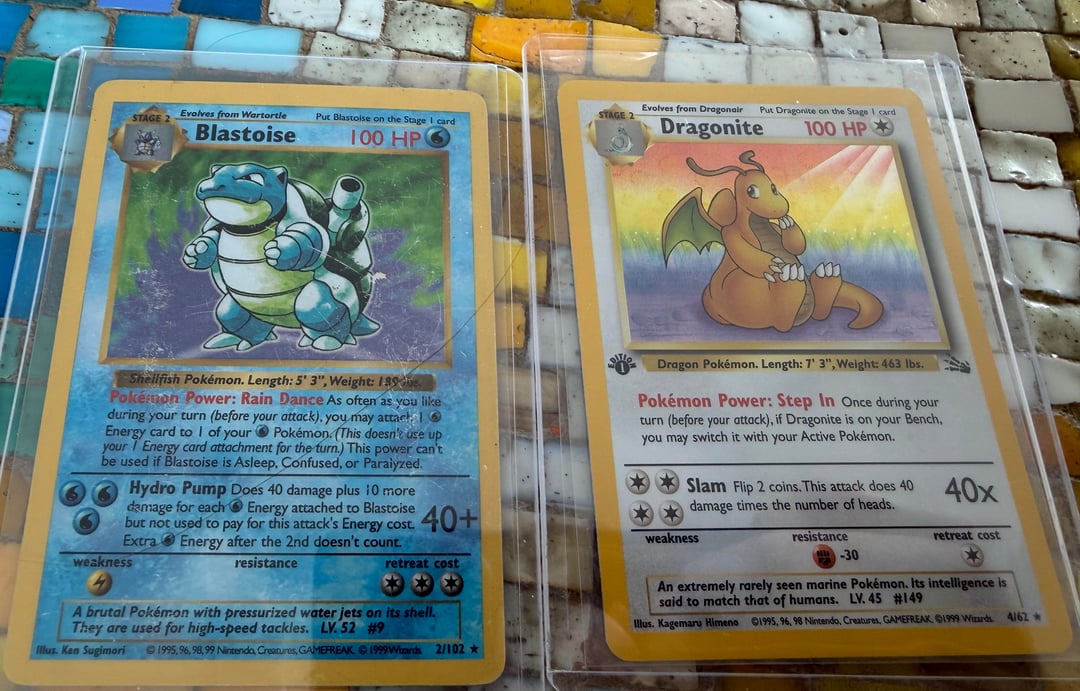 STAGE 2 Evolves from Wartortle Put Blastoise on the Stage 1 card
Blastoise 100 HP
Shellfish Pokémon. Length: 5' 3", Weight: 189 lbs.
Pokémon Power: Rain Dance As often as you like
during your turn (before your attack), you may attach 1
Energy card to 1 of your Pokémon. (This doesn't use up
your 1 Energy card attachment for the turn.) This power can't
be used if Blastoise is Asleep, Confused, or Paralyzed.
Hydro Pump Does 40 damage plus 10 more
damage for each Energy attached to Blastoise
but not used to pay for this attack's Energy cost. 40+
Extra Energy after the 2nd doesn't count.
weakness resistance retreat cost
A brutal Pokémon with pressurized water jets on its shell.
They are used for high-speed tackles. LV. 52 #9
Illus. Ken Sugimori ©1995, 96, 98, 99 Nintendo, Creatures, GAMEFREAK. ©1999 Wizards. 2/102
STAGE 2 Evolves from Dragonair Put Dragonite on the Stage 1 card
Dragonite 100 HP
EDITION 1
Dragon Pokémon. Length: 7' 3", Weight: 463 lbs.
Pokémon Power: Step In Once during your
turn (before your attack), if Dragonite is on your Bench,
you may switch it with your Active Pokémon.
Slam Flip 2 coins. This attack does 40 40x
damage times the number of heads.
weakness resistance retreat cost
-30
An extremely rarely seen marine Pokémon. Its intelligence is
said to match that of humans. LV. 45 #149
Illus. Kagemaru Himeno ©1995, 96, 98 Nintendo, Creatures, GAMEFREAK. ©1999 Wizards. 4/62